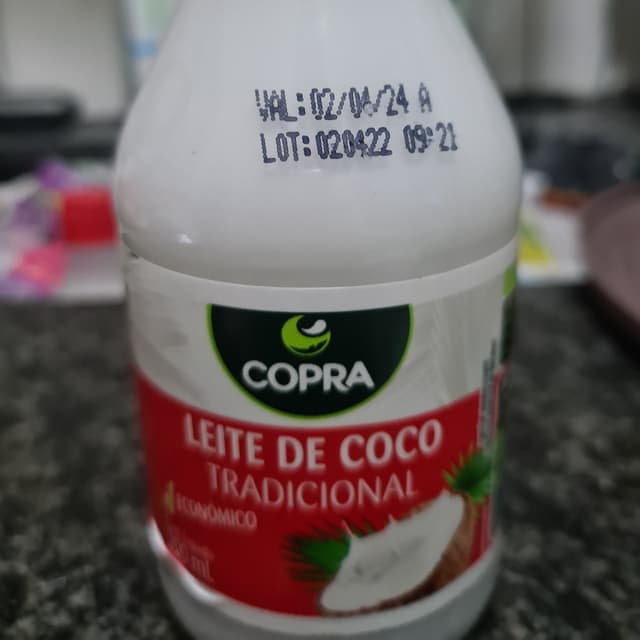 VAL:02/04/24 A
LOT:020422 09:21
COPRA
LEITE DE COCO
TRADICIONAL
ECONÔMICO